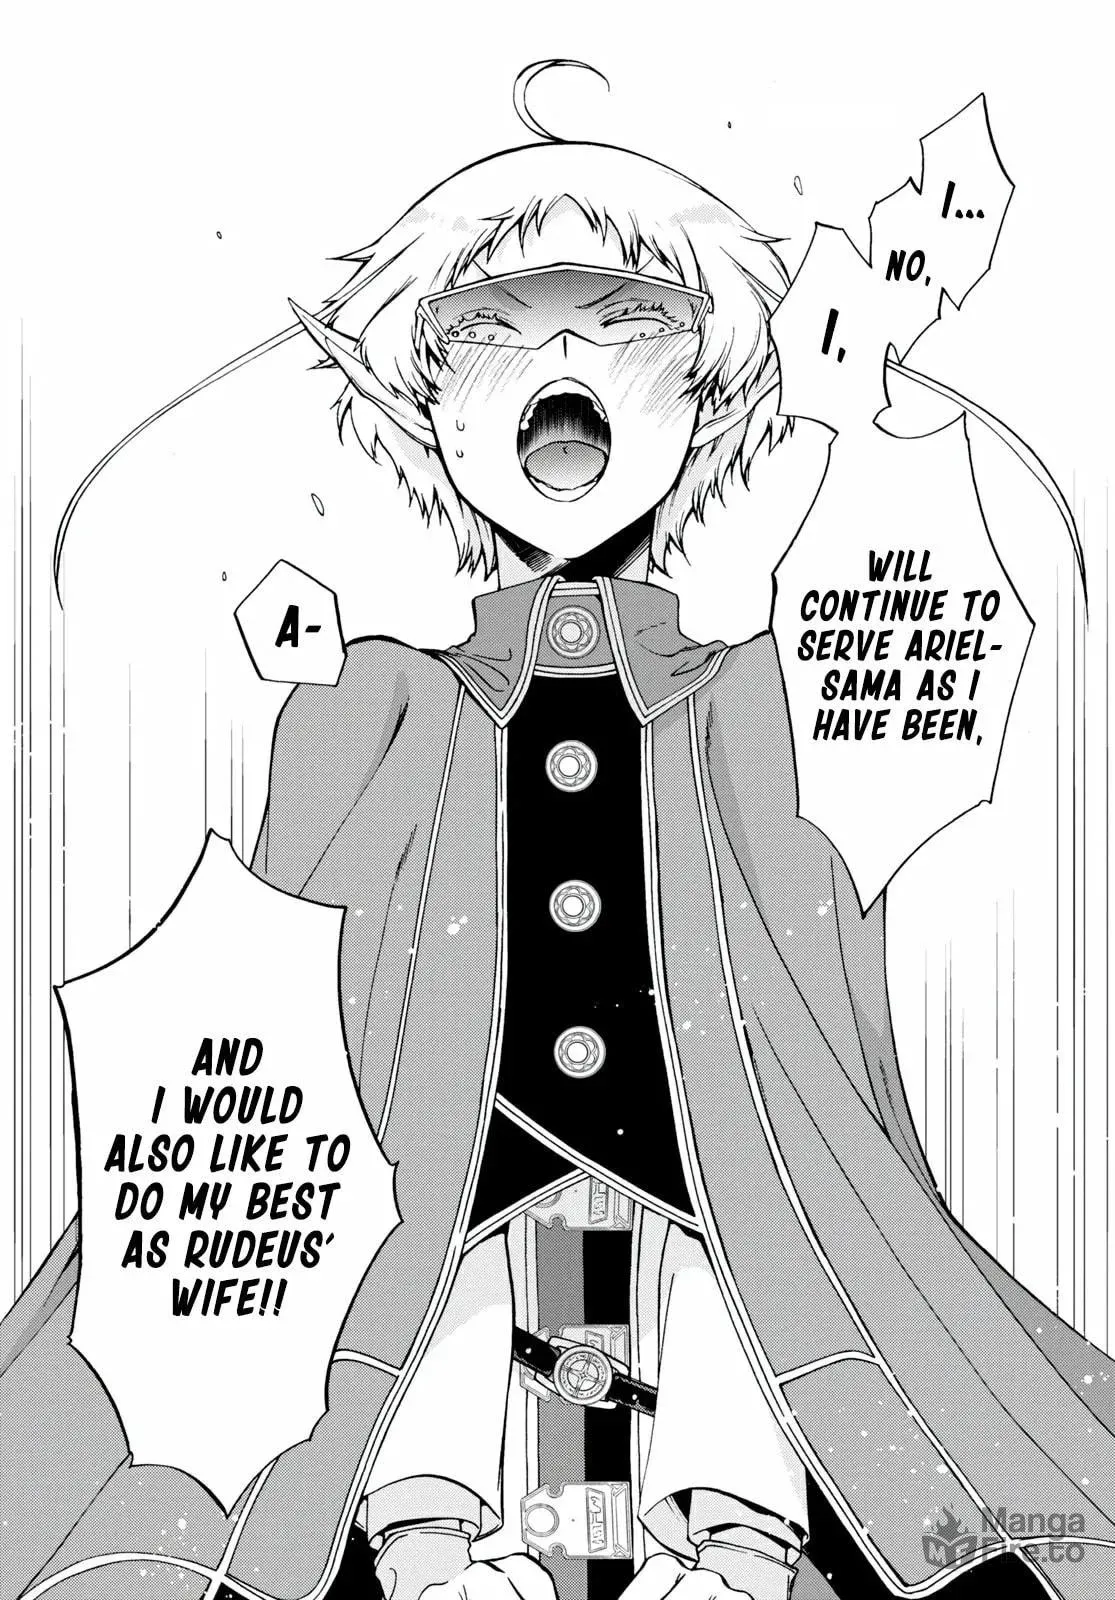 I...
NO,
I,
WILL
CONTINUE TO
SERVE ARIEL-
SAMA AS I
HAVE BEEN,
A-
AND
I WOULD
ALSO LIKE TO
DO MY BEST
AS RUDEUS'
WIFE!!
Manga
Fire.to